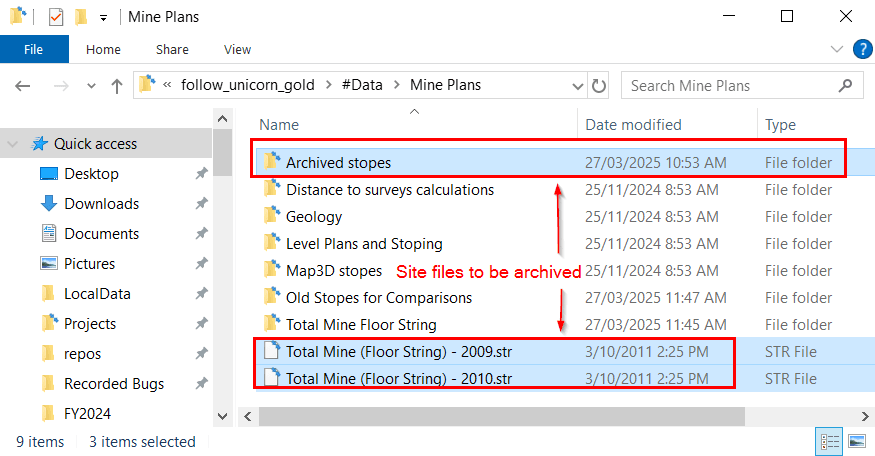 Mine Plans
File Home Share View
« follow_unicorn_gold > #Data > Mine Plans Search Mine Plans
Name Date modified Type
Quick access
Desktop
Downloads
Documents
Pictures
LocalData
Projects
repos
Recorded Bugs
FY2024
Archived stopes 27/03/2025 10:53 AM File folder
Distance to surveys calculations 25/11/2024 8:53 AM File folder
Geology 25/11/2024 8:53 AM File folder
Level Plans and Stoping 25/11/2024 8:53 AM File folder
Map3D stopes 25/11/2024 8:53 AM File folder
Old Stopes for Comparisons 27/03/2025 11:47 AM File folder
Total Mine Floor String 27/03/2025 11:45 AM File folder
Total Mine (Floor String) - 2009.str 3/10/2011 2:25 PM STR File
Total Mine (Floor String) - 2010.str 3/10/2011 2:25 PM STR File
Site files to be archived
9 items 3 items selected